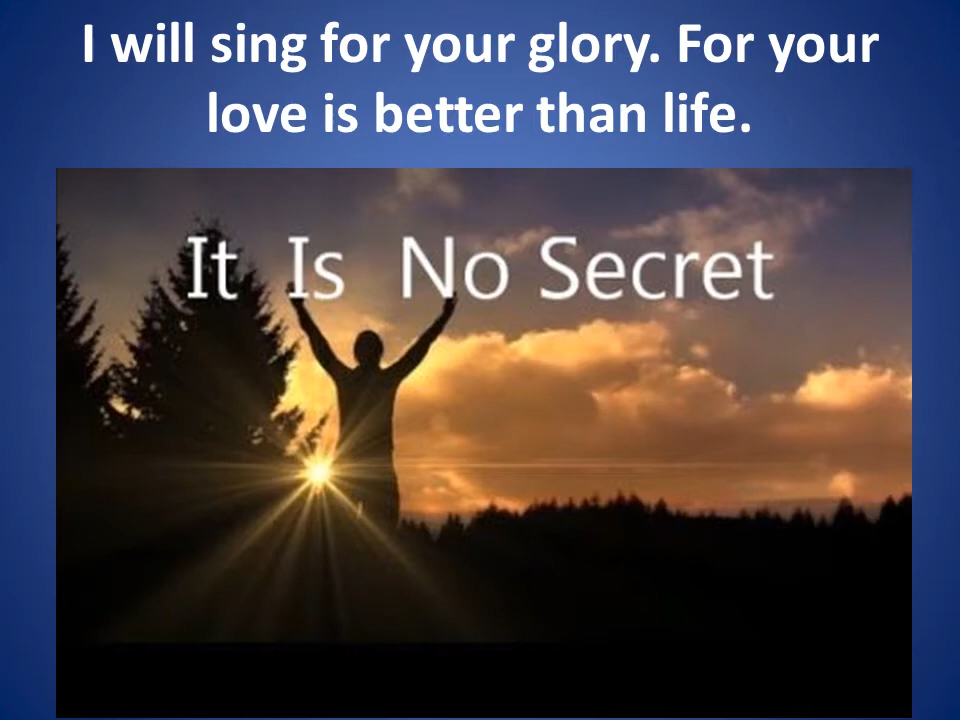 I will sing for your glory. For your
love is better than life.
It Is No Secret